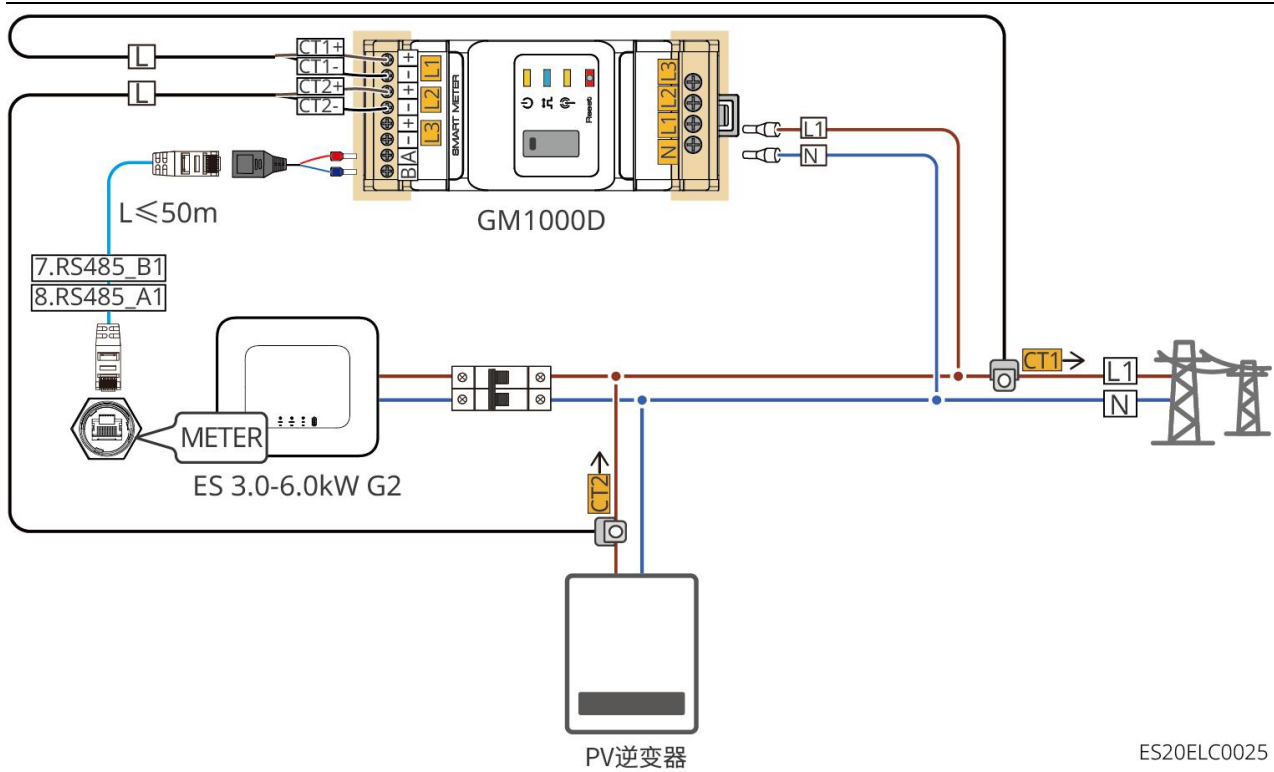 L
CT1+
CT1-
L
CT2+
CT2-
+
-
+
-
+
-
A
B
L1
L2
L3
SMART METER
Reset
L3
L2
L1
N
L1
N
L≤50m
GM1000D
7.RS485_B1
8.RS485_A1
METER
ES 3.0-6.0kW G2
CT1
L1
N
CT2
PV逆变器
ES20ELC0025